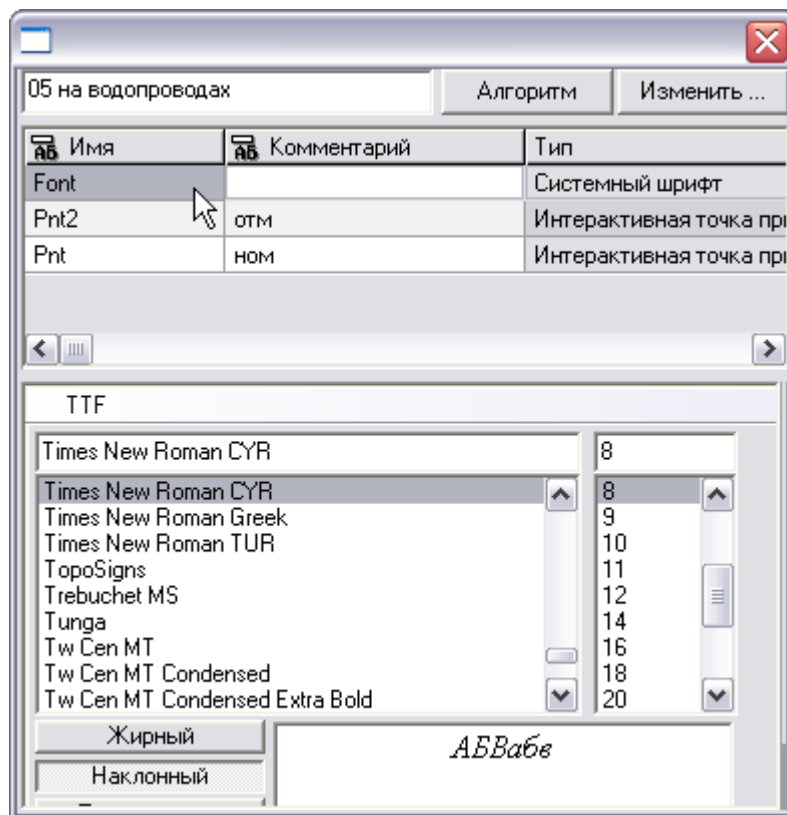 05 на водопроводах Алгоритм Изменить ...
Имя Комментарий Тип
Font Системный шрифт
Pnt2 отм Интерактивная точка при
Pnt ном Интерактивная точка при
TTF
Times New Roman CYR 8
Times New Roman CYR 8
Times New Roman Greek 9
Times New Roman TUR 10
TopoSigns 11
Trebuchet MS 12
Tunga 14
Tw Cen MT 16
Tw Cen MT Condensed 18
Tw Cen MT Condensed Extra Bold 20
Жирный АБВабв
Наклонный